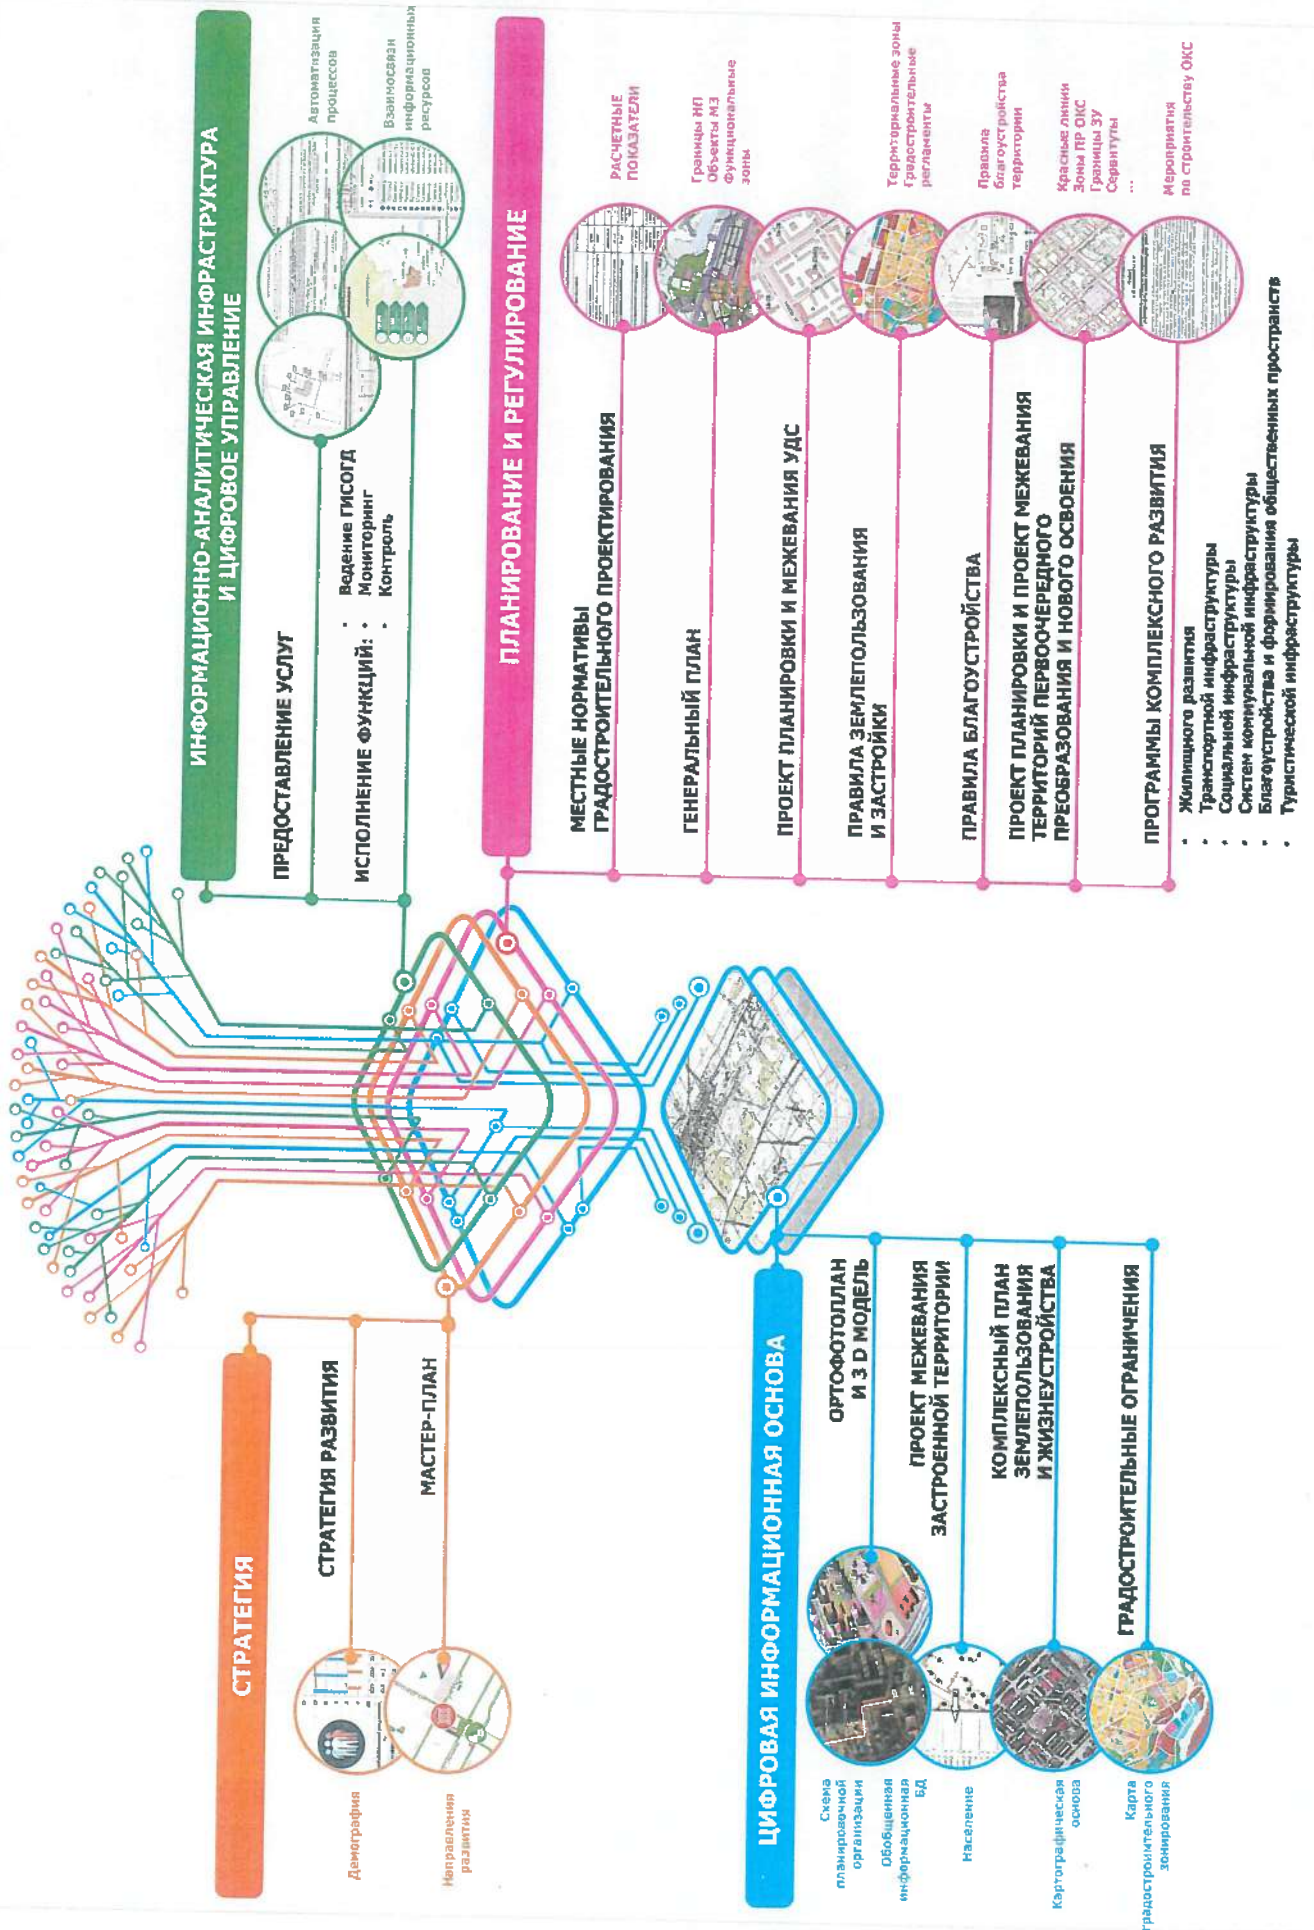 СТРАТЕГИЯ
СТРАТЕГИЯ РАЗВИТИЯ
МАСТЕР-ПЛАН
Демография
Направления
развития
ИНФОРМАЦИОННО-АНАЛИТИЧЕСКАЯ ИНФРАСТРУКТУРА
И ЦИФРОВОЕ УПРАВЛЕНИЕ
ПРЕДОСТАВЛЕНИЕ УСЛУГ
ИСПОЛНЕНИЕ ФУНКЦИЙ:
• Ведение ГИСОГД
• Мониторинг
• Контроль
Автоматизация
процессов
Взаимосвязи
информационных
ресурсов
ЦИФРОВАЯ ИНФОРМАЦИОННАЯ ОСНОВА
ОРТОФОТОПЛАН
И 3 D МОДЕЛЬ
ПРОЕКТ МЕЖЕВАНИЯ
ЗАСТРОЕННОЙ ТЕРРИТОРИИ
КОМПЛЕКСНЫЙ ПЛАН
ЗЕМЛЕПОЛЬЗОВАНИЯ
И ЖИЗНЕУСТРОЙСТВА
ГРАДОСТРОИТЕЛЬНЫЕ ОГРАНИЧЕНИЯ
Схема
планировочной
организации
Обобщенная
информационная
БД
Население
Картографическая
основа
Карта
градостроимтельного
зонирования
ПЛАНИРОВАНИЕ И РЕГУЛИРОВАНИЕ
МЕСТНЫЕ НОРМАТИВЫ
ГРАДОСТРОИТЕЛЬНОГО ПРОЕКТИРОВАНИЯ
ГЕНЕРАЛЬНЫЙ ПЛАН
ПРОЕКТ ПЛАНИРОВКИ И МЕЖЕВАНИЯ УДС
ПРАВИЛА ЗЕМЛЕПОЛЬЗОВАНИЯ
И ЗАСТРОЙКИ
ПРАВИЛА БЛАГОУСТРОЙСТВА
ПРОЕКТ ПЛАНИРОВКИ И ПРОЕКТ МЕЖЕВАНИЯ
ТЕРРИТОРИЙ ПЕРВООЧЕРЕДНОГО
ПРЕОБРАЗОВАНИЯ И НОВОГО ОСВОЕНИЯ
ПРОГРАММЫ КОМПЛЕКСНОГО РАЗВИТИЯ
• Жилищного развития
• Транспортной инфраструктуры
• Социальной инфраструктуры
• Систем коммунальной инфраструктуры
• Благоустройства и формирования общественных пространств
• Туристической инфраструктуры
РАСЧЕТНЫЕ
ПОКАЗАТЕЛИ
Границы НП
Объекты МЗ
Функциональные
зоны
Территориальные зоны
Градостроительные
регламенты
Правила
благоустройства
территории
Красные линии
Зоны ПР ОКС
Границы ЗУ
Сервитуты
...
Мероприятия
по строительству ОКС